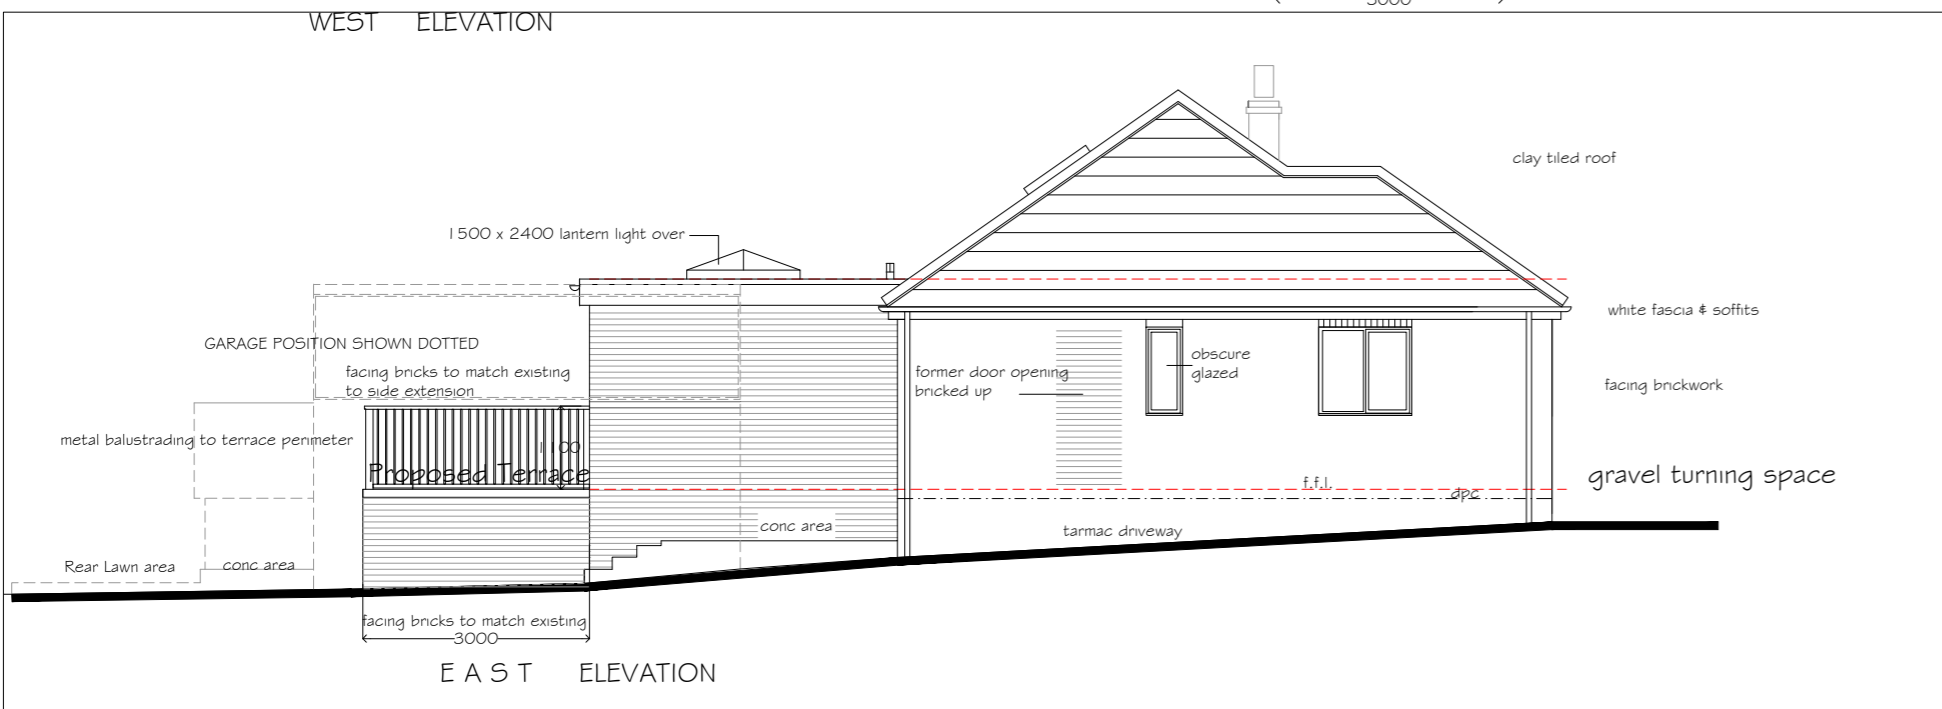 3000
WEST ELEVATION
clay tiled roof
1500 x 2400 lantern light over
white fascia & soffits
GARAGE POSITION SHOWN DOTTED
obscure
glazed
facing bricks to match existing
to side extension
former door opening
bricked up
facing brickwork
metal balustrading to terrace perimeter
1100
Proposed Terrace
f.f.l.
dpc
gravel turning space
conc area
tarmac driveway
Rear Lawn area
conc area
facing bricks to match existing
3000
EAST ELEVATION